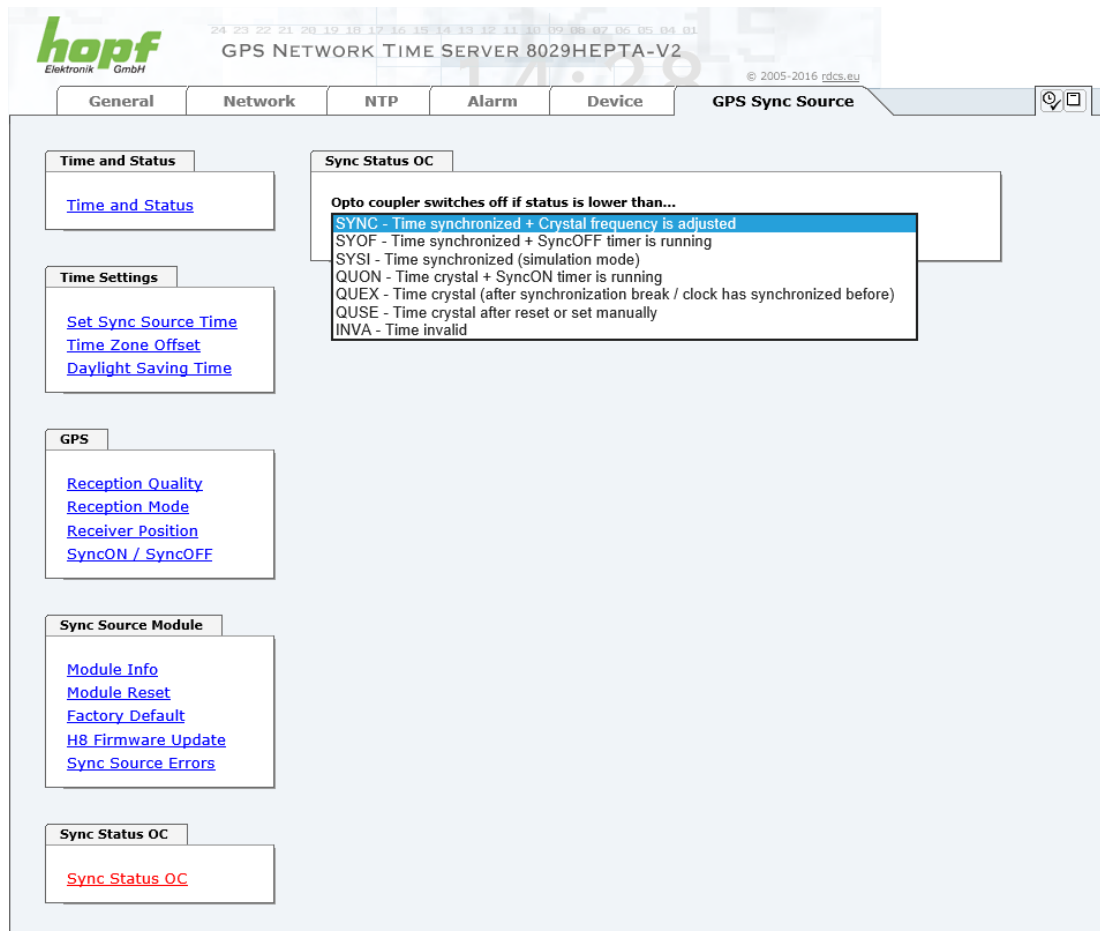 hopf
Elektronik GmbH
24 23 22 21 20 19 18 17 16 15 14 13 12 11 10 09 08 07 06 05 04 01
GPS NETWORK TIME SERVER 8029HEPTA-V2
14:28
© 2005-2016 rdcs.eu
General Network NTP Alarm Device GPS Sync Source
Time and Status
Time and Status
Time Settings
Set Sync Source Time
Time Zone Offset
Daylight Saving Time
GPS
Reception Quality
Reception Mode
Receiver Position
SyncON / SyncOFF
Sync Source Module
Module Info
Module Reset
Factory Default
H8 Firmware Update
Sync Source Errors
Sync Status OC
Sync Status OC
Sync Status OC
Opto coupler switches off if status is lower than...
SYNC - Time synchronized + Crystal frequency is adjusted
SYOF - Time synchronized + SyncOFF timer is running
SYSI - Time synchronized (simulation mode)
QUON - Time crystal + SyncON timer is running
QUEX - Time crystal (after synchronization break / clock has synchronized before)
QUSE - Time crystal after reset or set manually
INVA - Time invalid